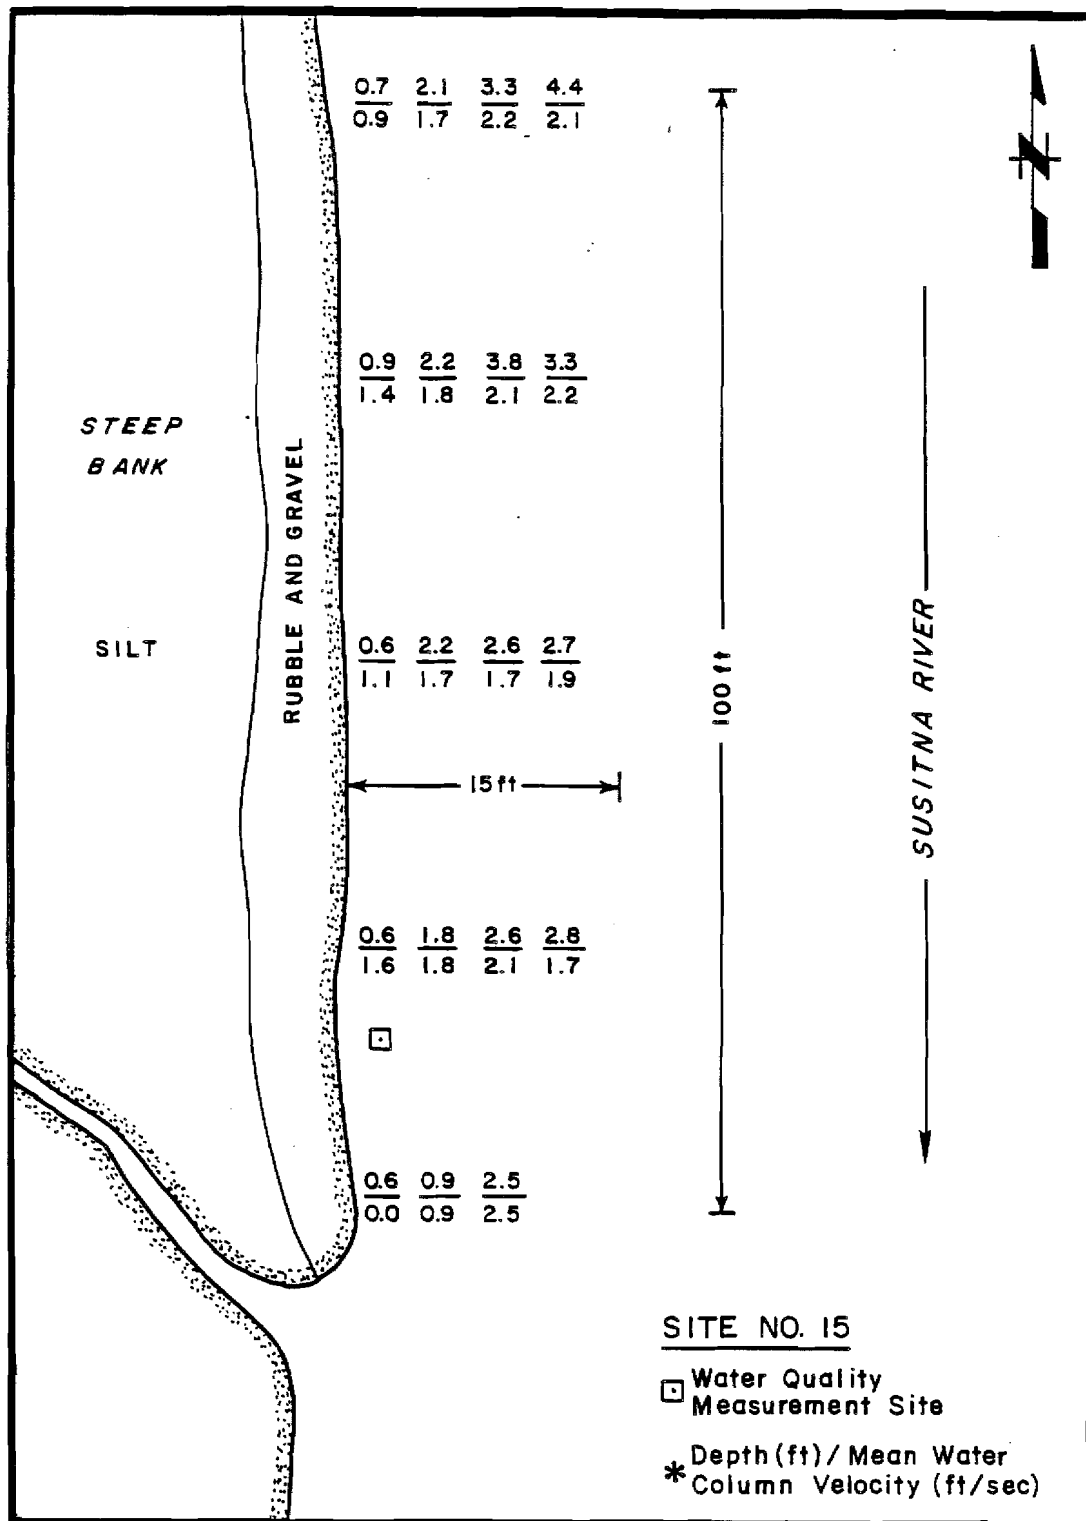 0.7 2.1 3.3 4.4
0.9 1.7 2.2 2.1
N
0.9 2.2 3.8 3.3
1.4 1.8 2.1 2.2
STEEP
BANK
RUBBLE AND GRAVEL
SILT
0.6 2.2 2.6 2.7
1.1 1.7 1.7 1.9
100 ft
SUSITNA RIVER
15 ft
0.6 1.8 2.6 2.8
1.6 1.8 2.1 1.7
0.6 0.9 2.5
0.0 0.9 2.5
SITE NO. 15
Water Quality
Measurement Site
* Depth (ft) / Mean Water
Column Velocity (ft/sec)